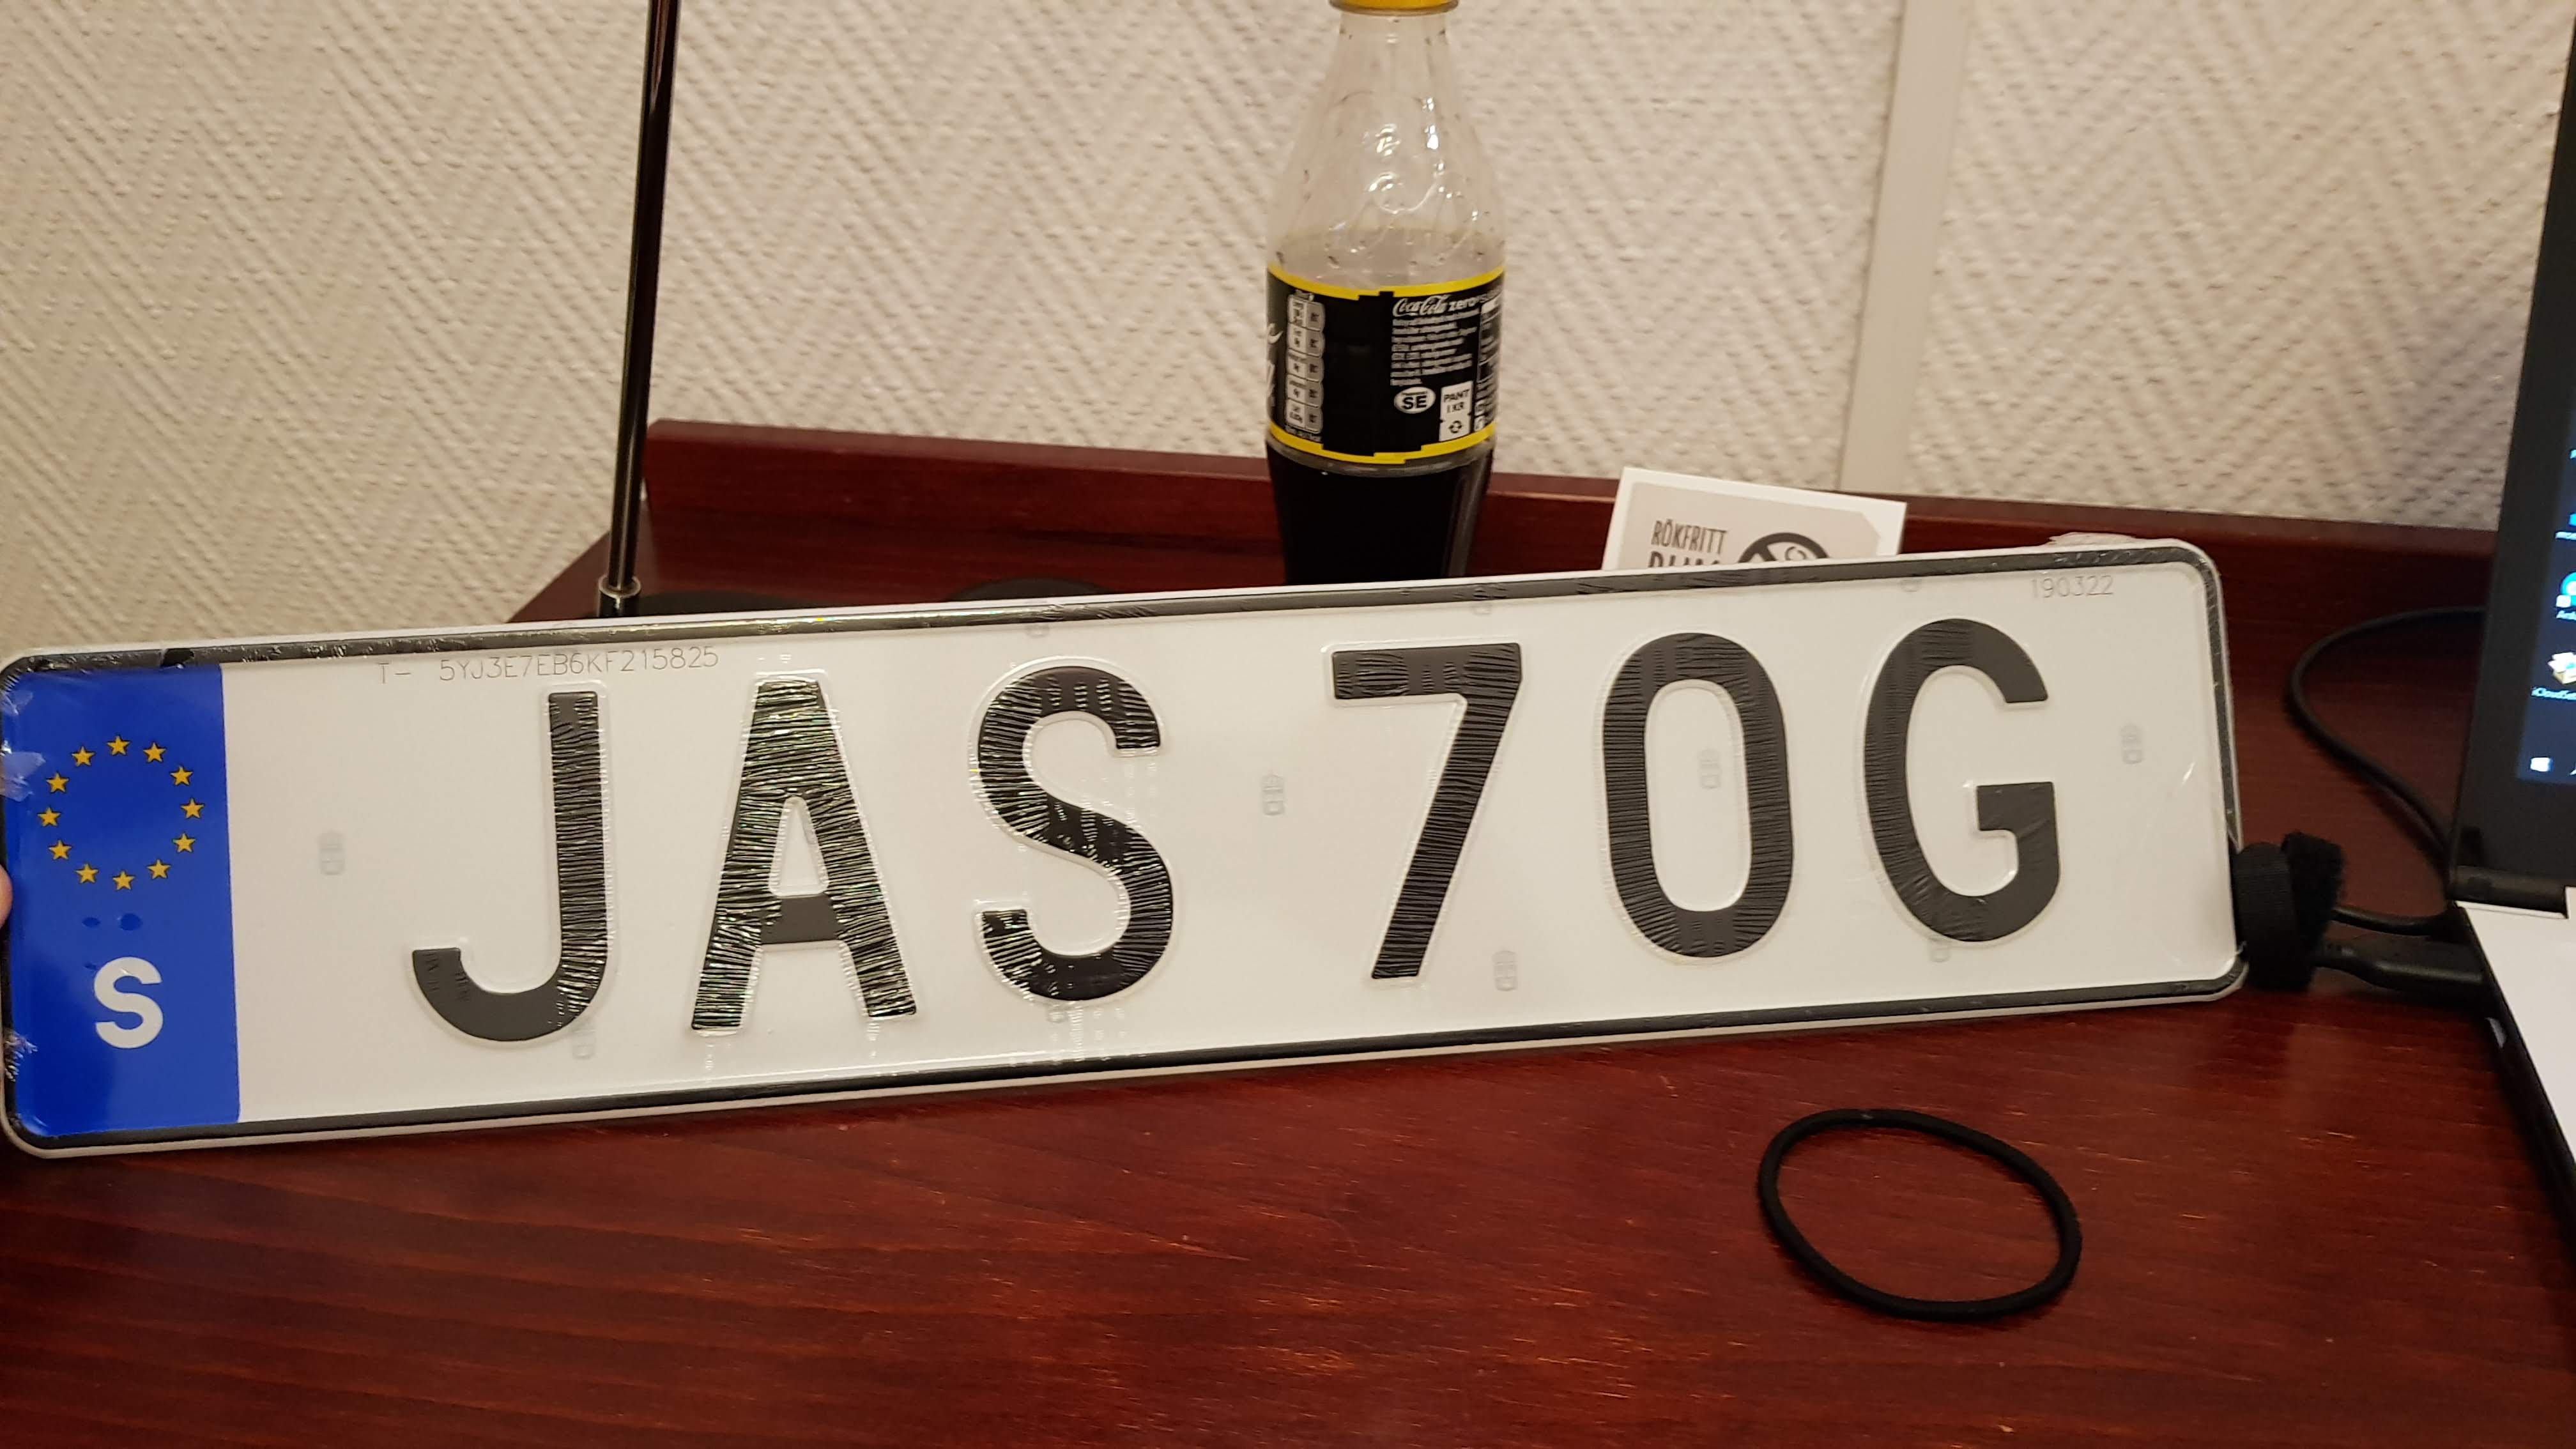 Coca-Cola zero
SE
PANT
1 KR
RÖKFRITT
190322
T- 5YJ3E7EB6KF215825
JAS 70G
S